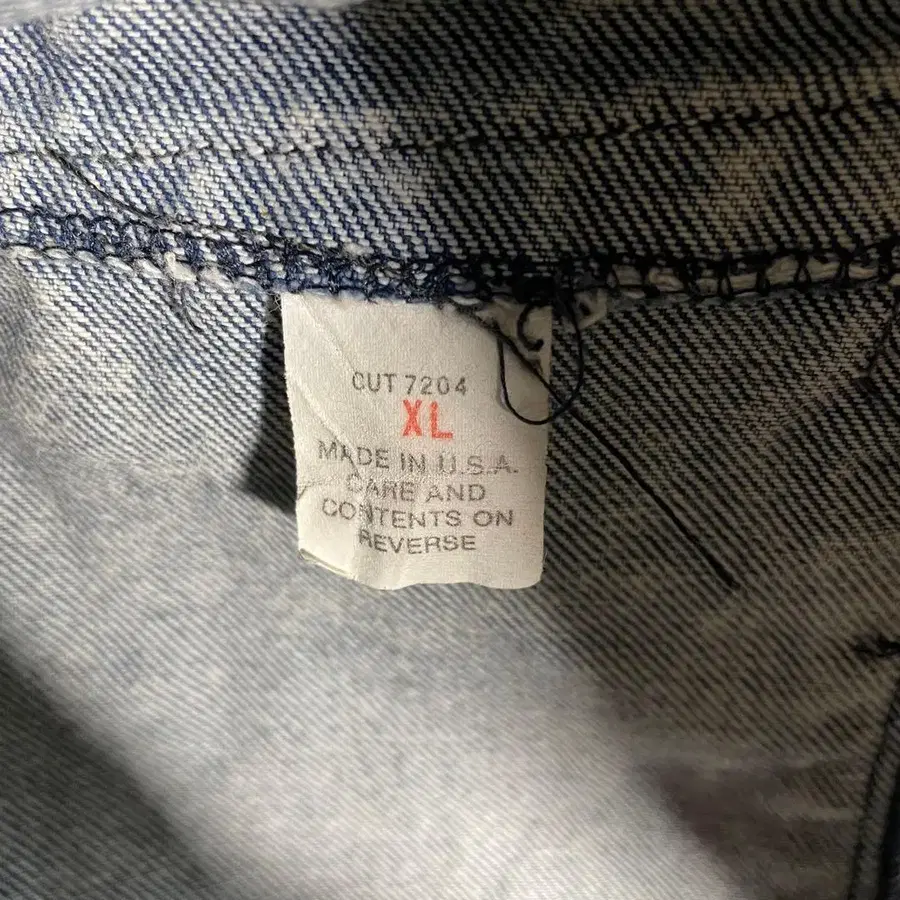 CUT 7204
XL
MADE IN U.S.A.
CARE AND
CONTENTS ON
REVERSE